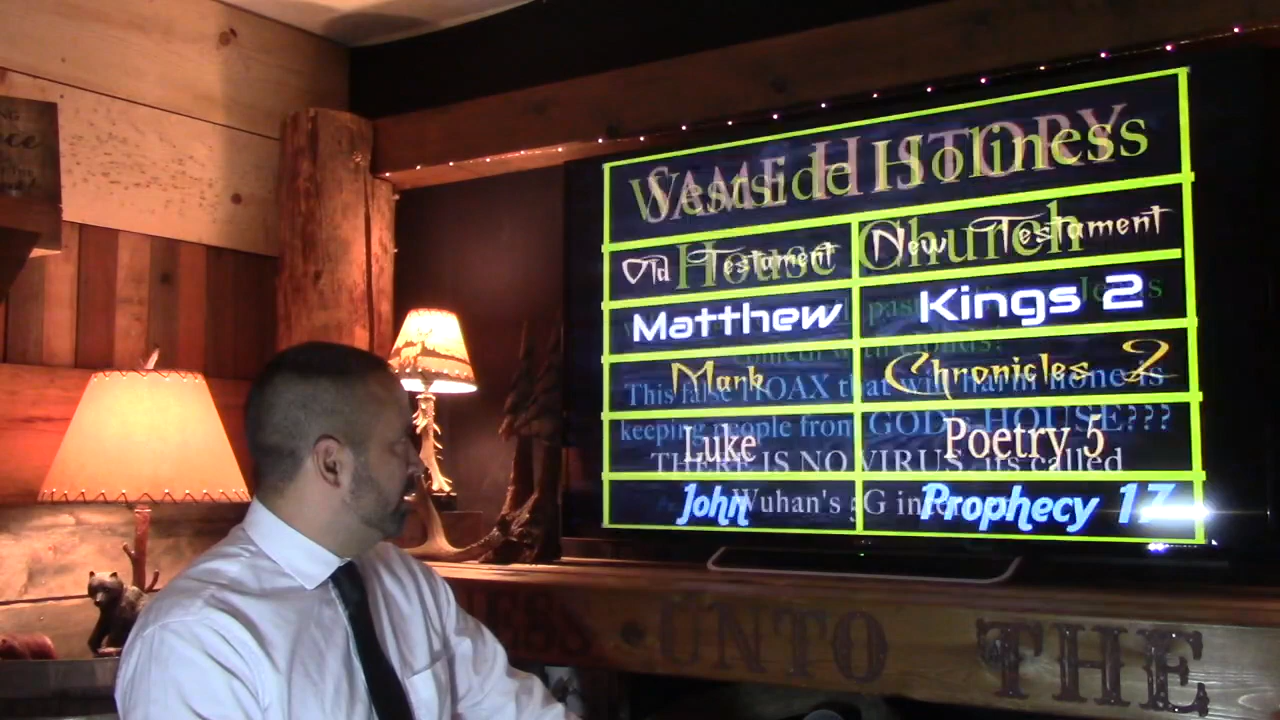 SAME HISTORY
Westside Holiness
House Church
Old Testament New Testament
Matthew Kings 2
Mark Chronicles 2
This false HOAX that will harm none is
keeping people from GOD's HOUSE???
Luke Poetry 5
THERE IS NO VIRUS, its called
John Prophecy 17
Wuhan's 5G
UNTO THE